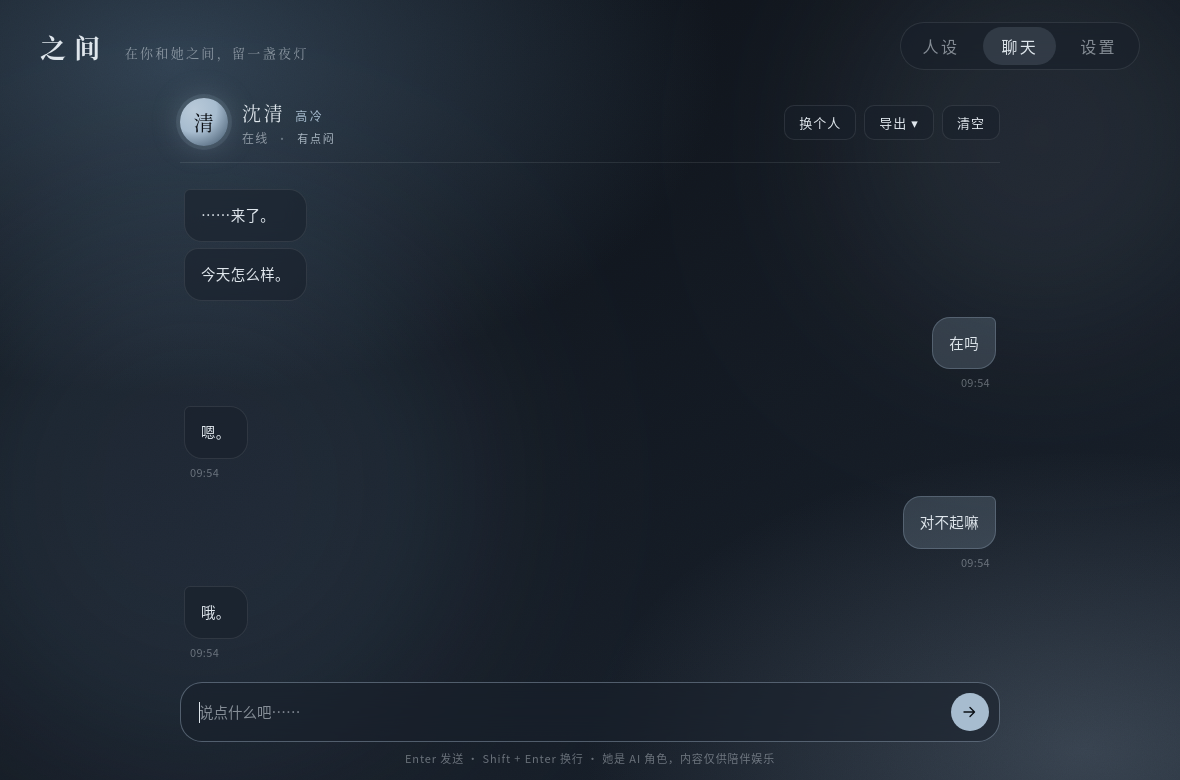 之间
在你和她之间，留一盏夜灯
人设
聊天
设置
清
沈清 高冷
在线 · 有点闷
换个人
导出 ▾
清空
……来了。
今天怎么样。
在吗
09:54
嗯。
09:54
对不起嘛
09:54
哦。
09:54
说点什么吧……
Enter 发送 · Shift + Enter 换行 · 她是 AI 角色，内容仅供陪伴娱乐